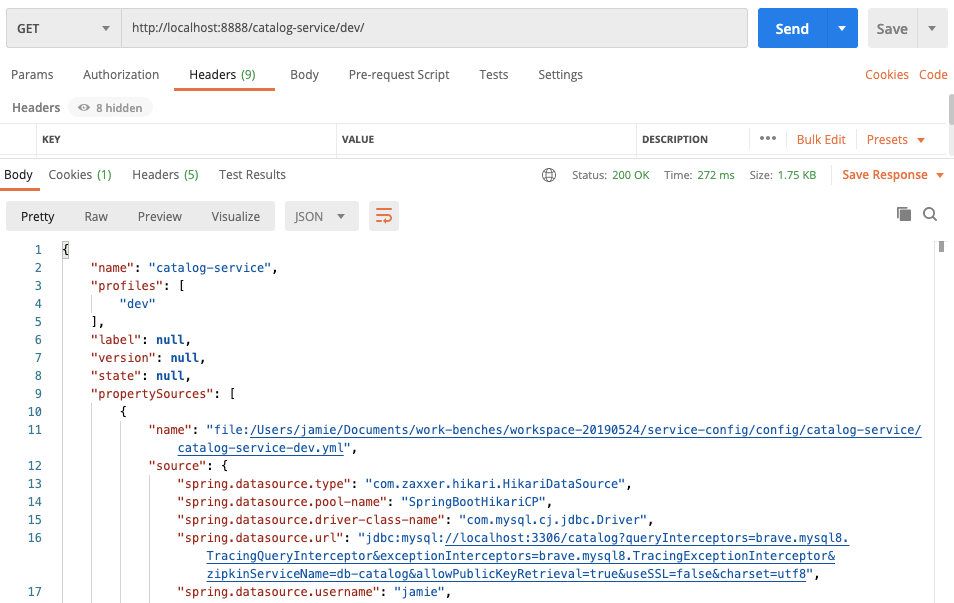 GET http://localhost:8888/catalog-service/dev/ Send Save
Params Authorization Headers (9) Body Pre-request Script Tests Settings Cookies Code
Headers 8 hidden
KEY VALUE DESCRIPTION ••• Bulk Edit Presets
Body Cookies (1) Headers (5) Test Results Status: 200 OK Time: 272 ms Size: 1.75 KB Save Response
Pretty Raw Preview Visualize JSON
1 {
2 "name": "catalog-service",
3 "profiles": [
4 "dev"
5 ],
6 "label": null,
7 "version": null,
8 "state": null,
9 "propertySources": [
10 {
11 "name": "file:/Users/jamie/Documents/work-benches/workspace-20190524/service-config/config/catalog-service/
catalog-service-dev.yml",
12 "source": {
13 "spring.datasource.type": "com.zaxxer.hikari.HikariDataSource",
14 "spring.datasource.pool-name": "SpringBootHikariCP",
15 "spring.datasource.driver-class-name": "com.mysql.cj.jdbc.Driver",
16 "spring.datasource.url": "jdbc:mysql://localhost:3306/catalog?queryInterceptors=brave.mysql8.
TracingQueryInterceptor&exceptionInterceptors=brave.mysql8.TracingExceptionInterceptor&
zipkinServiceName=db-catalog&allowPublicKeyRetrieval=true&useSSL=false&charset=utf8",
17 "spring.datasource.username": "jamie",